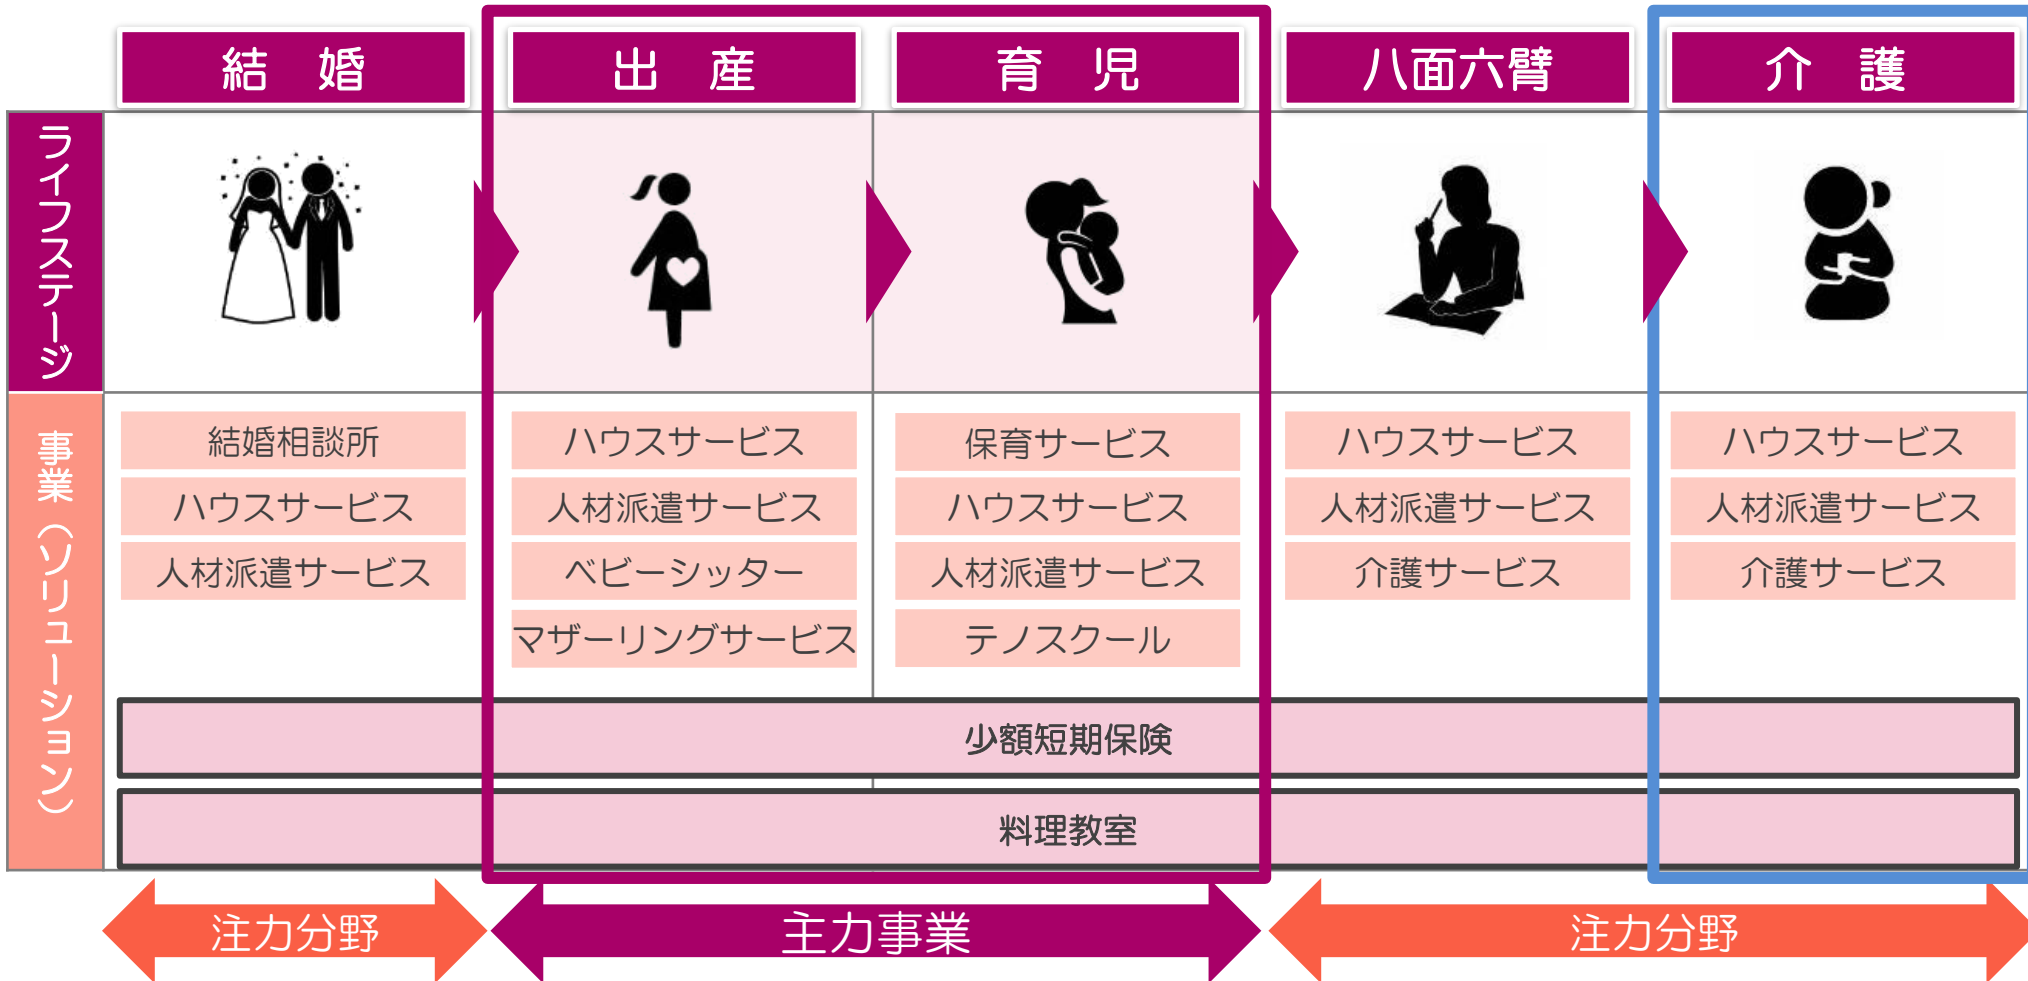 結 婚
出 産
育 児
八面六臂
介 護
ライフステージ
事業（ソリューション）
結婚相談所
ハウスサービス
人材派遣サービス
ハウスサービス
人材派遣サービス
ベビーシッター
マザーリングサービス
保育サービス
ハウスサービス
人材派遣サービス
テノスクール
ハウスサービス
人材派遣サービス
介護サービス
ハウスサービス
人材派遣サービス
介護サービス
少額短期保険
料理教室
注力分野
主力事業
注力分野